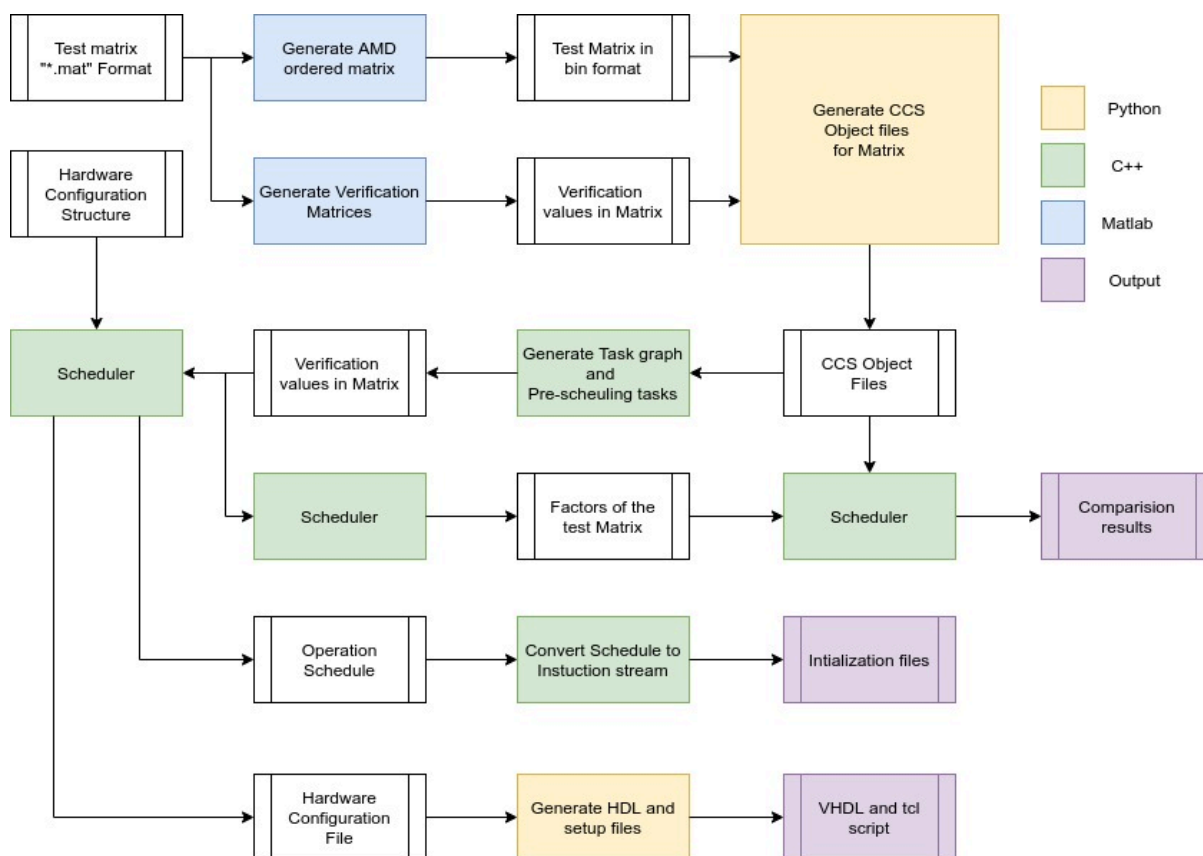 Test matrix
"*.mat" Format
Generate AMD
ordered matrix
Test Matrix in
bin format
Generate CCS
Object files
for Matrix
Python
C++
Matlab
Output
Hardware
Configuration
Structure
Generate Verification
Matrices
Verification
values in Matrix
Scheduler
Verification
values in Matrix
Generate Task graph
and
Pre-scheuling tasks
CCS Object
Files
Scheduler
Factors of the
test Matrix
Scheduler
Comparision
results
Operation
Schedule
Convert Schedule to
Instuction stream
Intialization files
Hardware
Configuration
File
Generate HDL and
setup files
VHDL and tcl
script